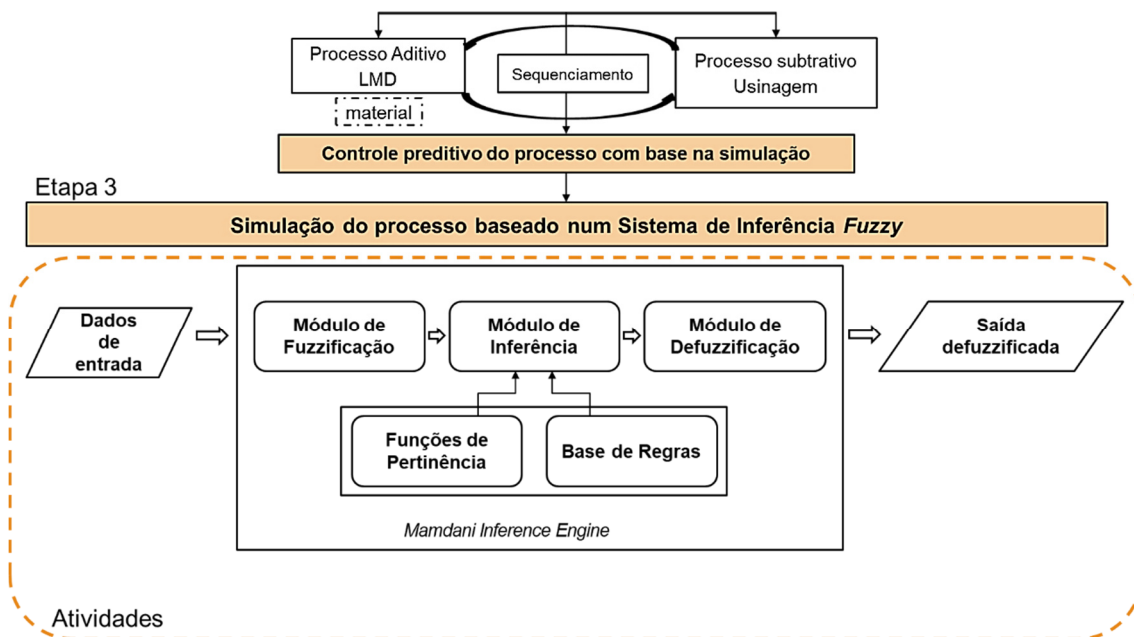 Processo Aditivo
LMD
material
Sequenciamento
Processo subtrativo
Usinagem
Controle preditivo do processo com base na simulação
Etapa 3
Simulação do processo baseado num Sistema de Inferência Fuzzy
Dados
de
entrada
Módulo de
Fuzzificação
Módulo de
Inferência
Módulo de
Defuzzificação
Saída
defuzzificada
Funções de
Pertinência
Base de Regras
Mamdani Inference Engine
Atividades